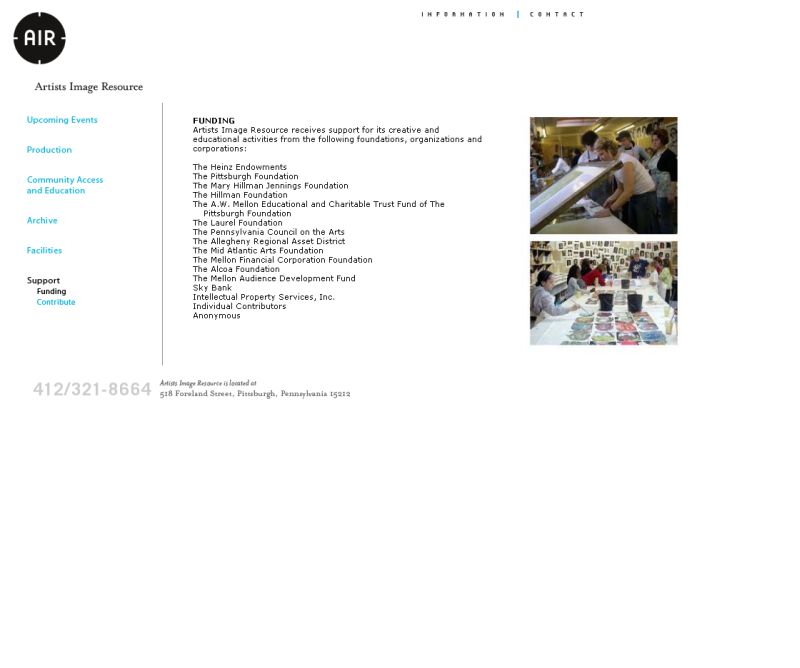 AIR
INFORMATION | CONTACT
Artists Image Resource
Upcoming Events
Production
Community Access
and Education
Archive
Facilities
Support
Funding
Contribute
FUNDING
Artists Image Resource receives support for its creative and
educational activities from the following foundations, organizations and
corporations:
The Heinz Endowments
The Pittsburgh Foundation
The Mary Hillman Jennings Foundation
The Hillman Foundation
The A.W. Mellon Educational and Charitable Trust Fund of The
Pittsburgh Foundation
The Laurel Foundation
The Pennsylvania Council on the Arts
The Allegheny Regional Asset District
The Mid Atlantic Arts Foundation
The Mellon Financial Corporation Foundation
The Alcoa Foundation
The Mellon Audience Development Fund
Sky Bank
Intellectual Property Services, Inc.
Individual Contributors
Anonymous
412/321-8664
Artists Image Resource is located at
518 Foreland Street, Pittsburgh, Pennsylvania 15212